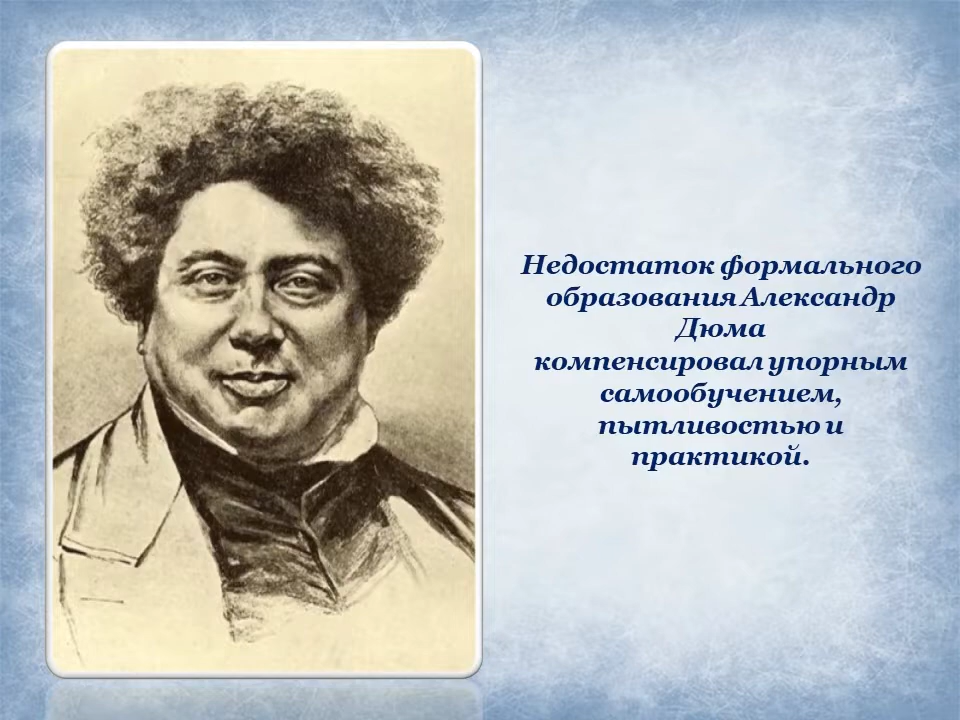 Недостаток формального
образования Александр
Дюма
компенсировал упорным
самообучением,
пытливостью и
практикой.